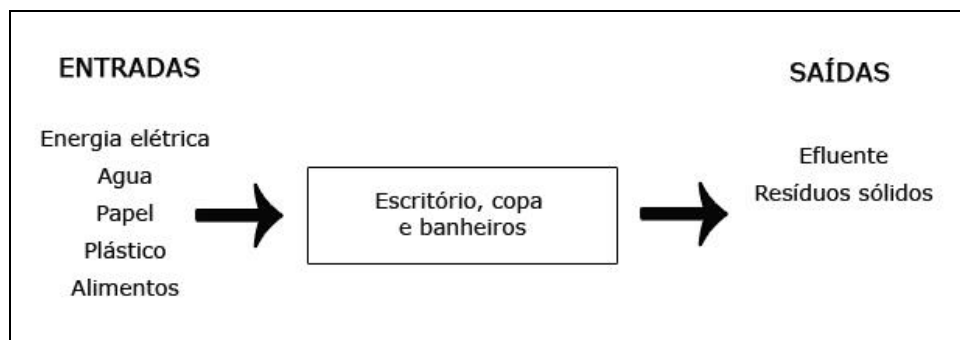 ENTRADAS
Energia elétrica
Agua
Papel
Plástico
Alimentos
Escritório, copa
e banheiros
SAÍDAS
Efluente
Resíduos sólidos